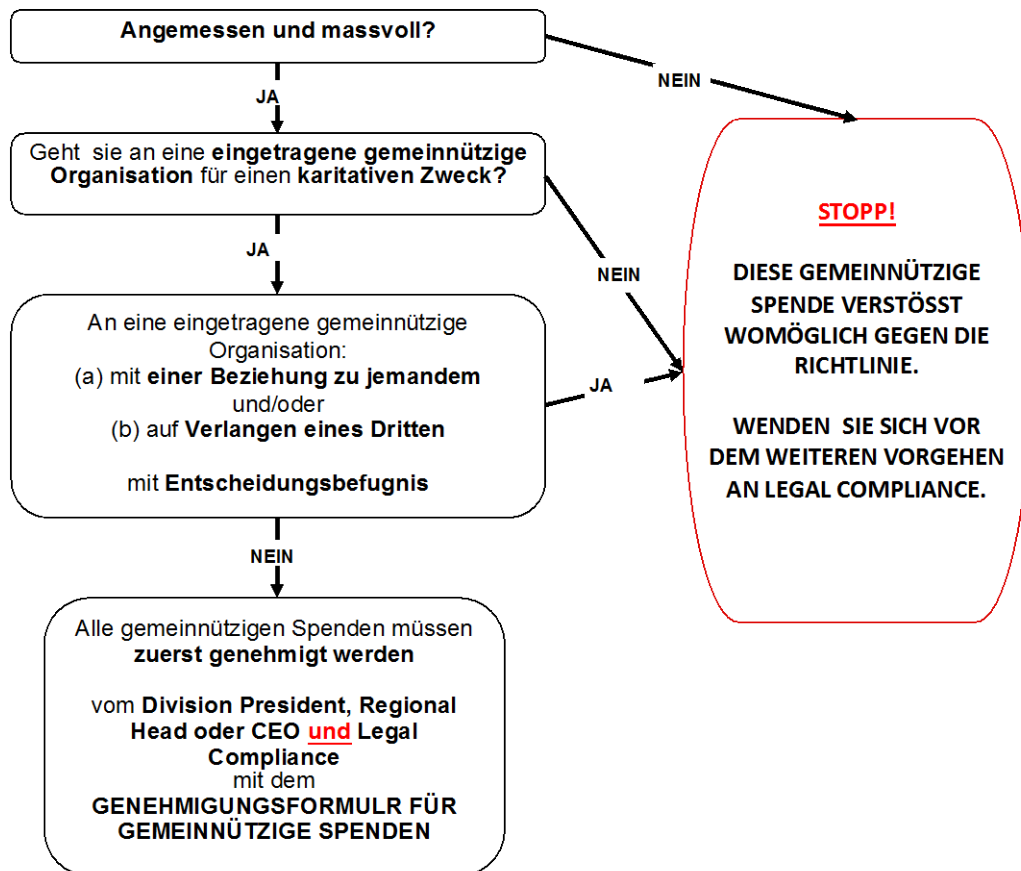 Angemessen und massvoll?
NEIN
JA
Geht sie an eine eingetragene gemeinnützige
Organisation für einen karitativen Zweck?
JA
NEIN
An eine eingetragene gemeinnützige
Organisation:
(a) mit einer Beziehung zu jemandem
und/oder
(b) auf Verlangen eines Dritten
mit Entscheidungsbefugnis
JA
NEIN
Alle gemeinnützigen Spenden müssen
zuerst genehmigt werden
vom Division President, Regional
Head oder CEO und Legal
Compliance
mit dem
GENEHMIGUNGSFORMULR FÜR
GEMEINNÜTZIGE SPENDEN
STOPP!
DIESE GEMEINNÜTZIGE
SPENDE VERSTÖSST
WOMÖGLICH GEGEN DIE
RICHTLINIE.
WENDEN SIE SICH VOR
DEM WEITEREN VORGEHEN
AN LEGAL COMPLIANCE.